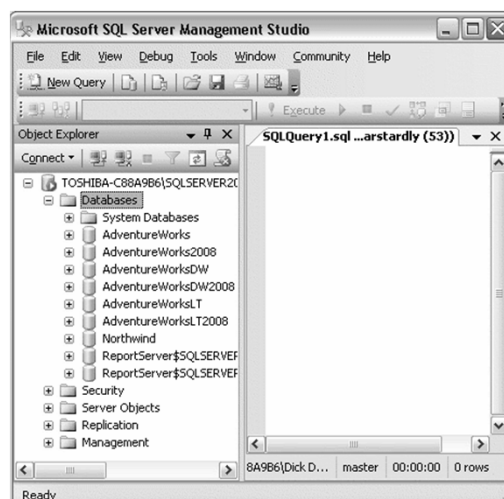 Microsoft SQL Server Management Studio
File Edit View Debug Tools Window Community Help
New Query
Execute
Object Explorer
SQLQuery1.sql ...arstardly (53))
Connect
TOSHIBA-C88A9B6\SQLSERVER20
Databases
System Databases
AdventureWorks
AdventureWorks2008
AdventureWorksDW
AdventureWorksDW2008
AdventureWorksLT
AdventureWorksLT2008
Northwind
ReportServer$SQLSERVER
ReportServer$SQLSERVER
Security
Server Objects
Replication
Management
8A9B6\Dick D... master 00:00:00 0 rows
Ready